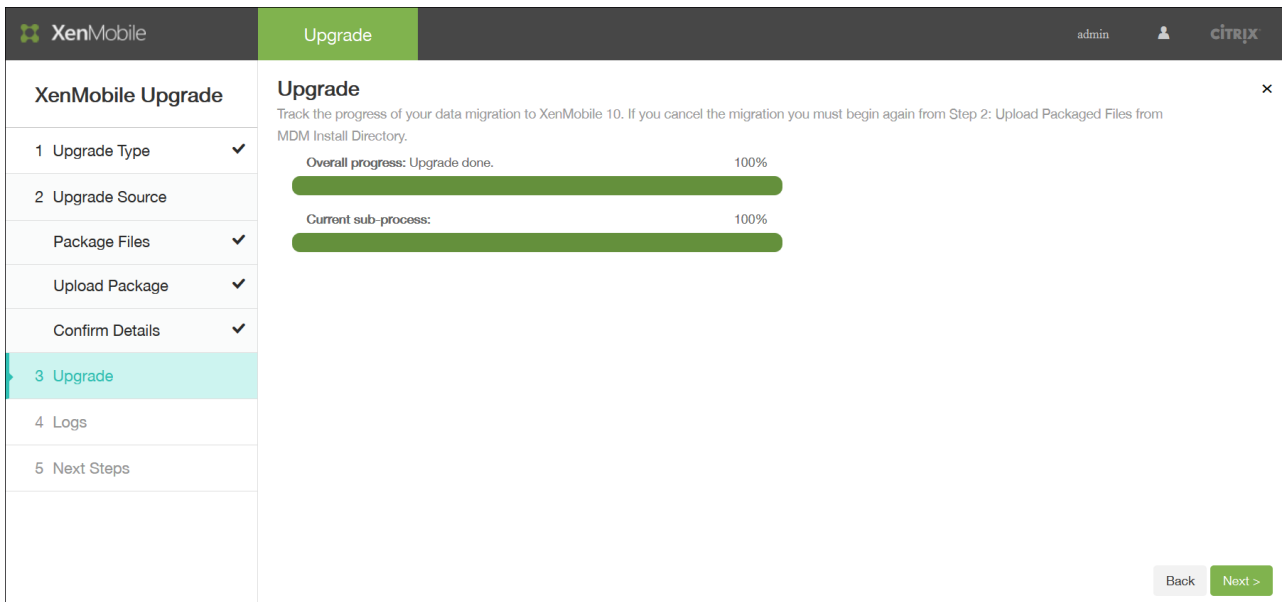 XenMobile
Upgrade
admin
CİTRIX
XenMobile Upgrade
1 Upgrade Type
2 Upgrade Source
Package Files
Upload Package
Confirm Details
3 Upgrade
4 Logs
5 Next Steps
Upgrade
Track the progress of your data migration to XenMobile 10. If you cancel the migration you must begin again from Step 2: Upload Packaged Files from
MDM Install Directory.
Overall progress: Upgrade done. 100%
Current sub-process: 100%
Back
Next >